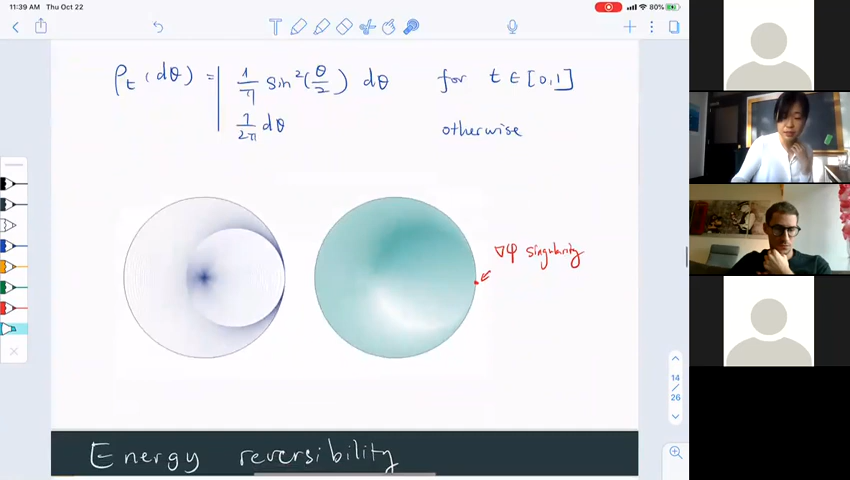 11:39 AM Thu Oct 22
80%
T
ρt (dθ) = 1/π sin²(θ/2) dθ for t ∈ [0,1]
1/2π dθ otherwise
∇φ singularity
14
/
26
Energy reversibility